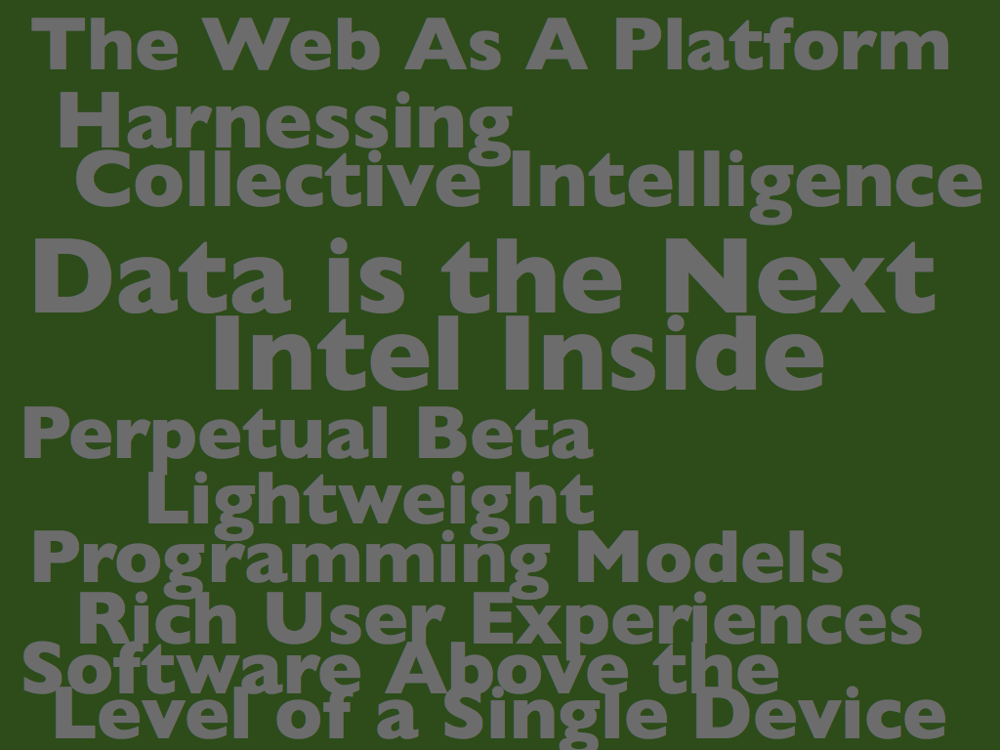 The Web As A Platform
Harnessing
Collective Intelligence
Data is the Next
Intel Inside
Perpetual Beta
Lightweight
Programming Models
Rich User Experiences
Software Above the
Level of a Single Device